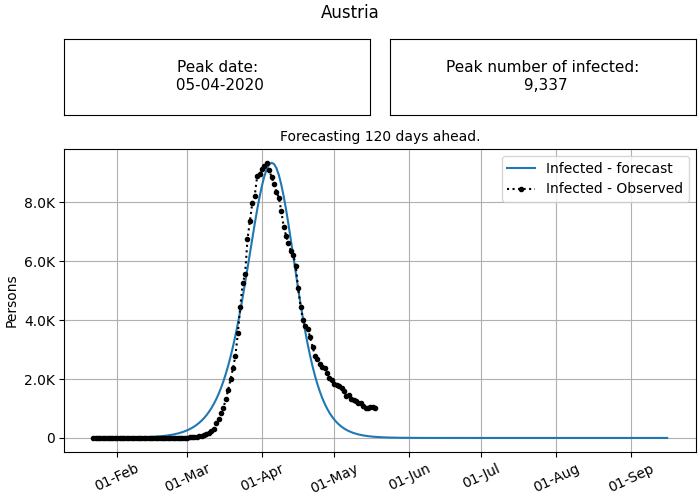 Austria
Peak date:
05-04-2020
Peak number of infected:
9,337
Forecasting 120 days ahead.
Infected - forecast
Infected - Observed
Persons
8.0K
6.0K
4.0K
2.0K
0
01-Feb
01-Mar
01-Apr
01-May
01-Jun
01-Jul
01-Aug
01-Sep